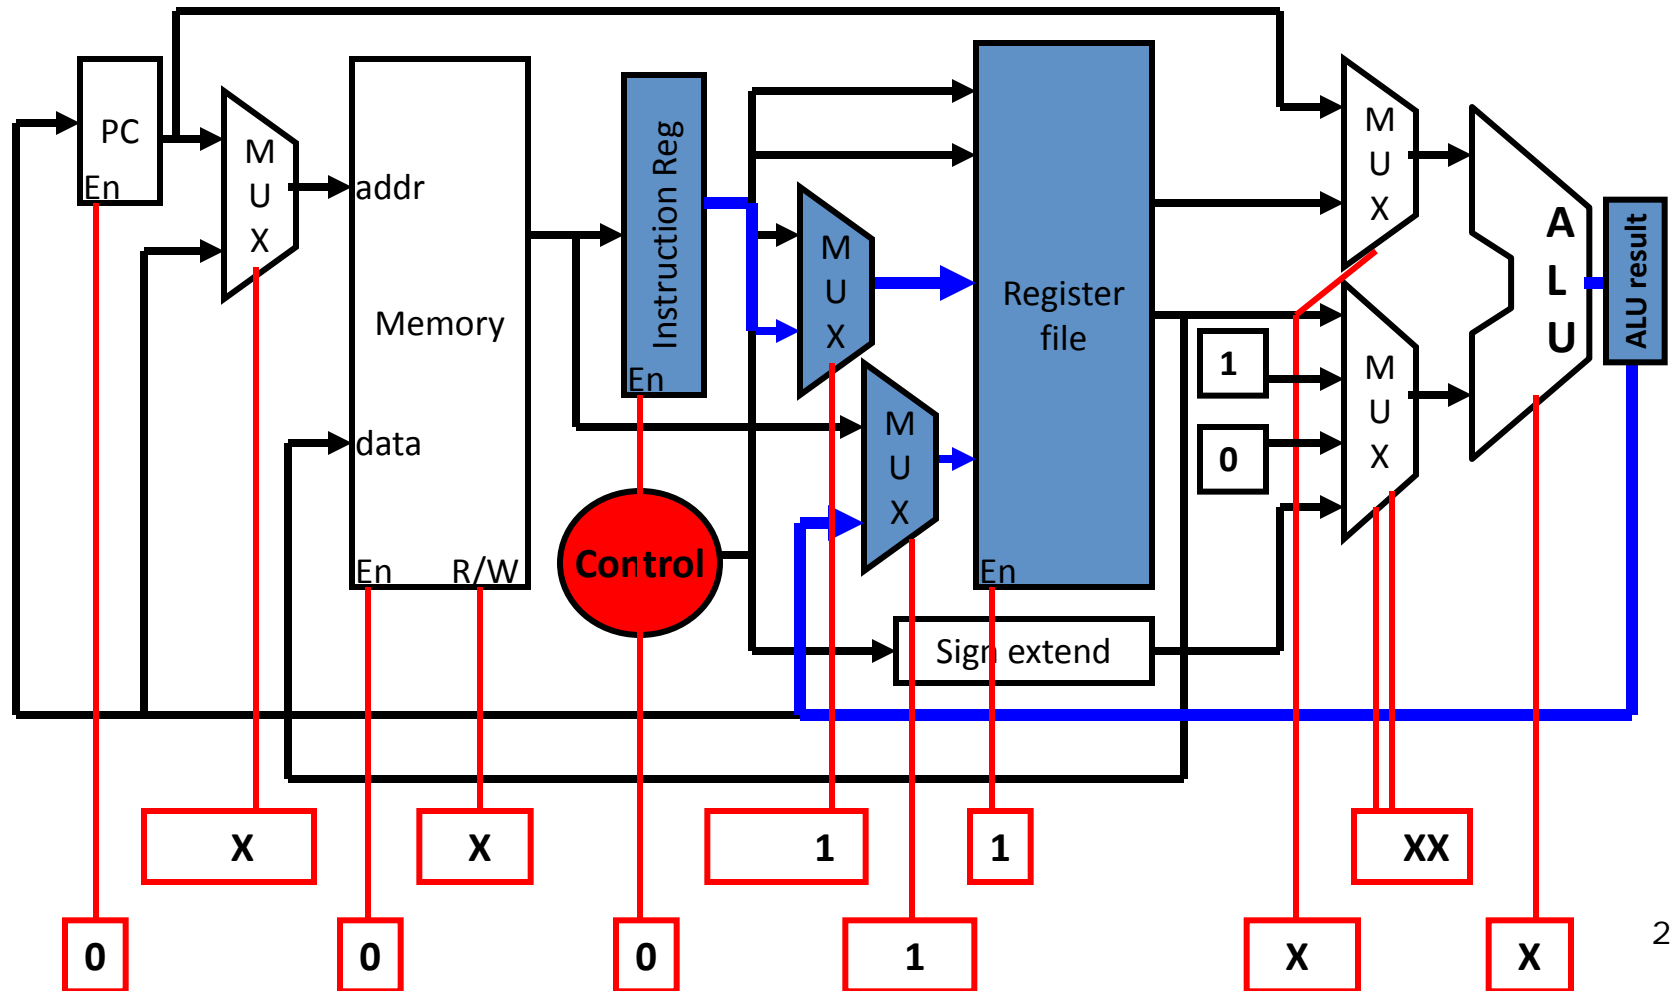 PC
En
M
U
X
addr
Memory
data
En
R/W
Instruction Reg
En
Control
M
U
X
M
U
X
Register
file
En
Sign extend
1
0
M
U
X
M
U
X
A
L
U
ALU result
X
X
1
1
XX
0
0
0
1
X
X
2